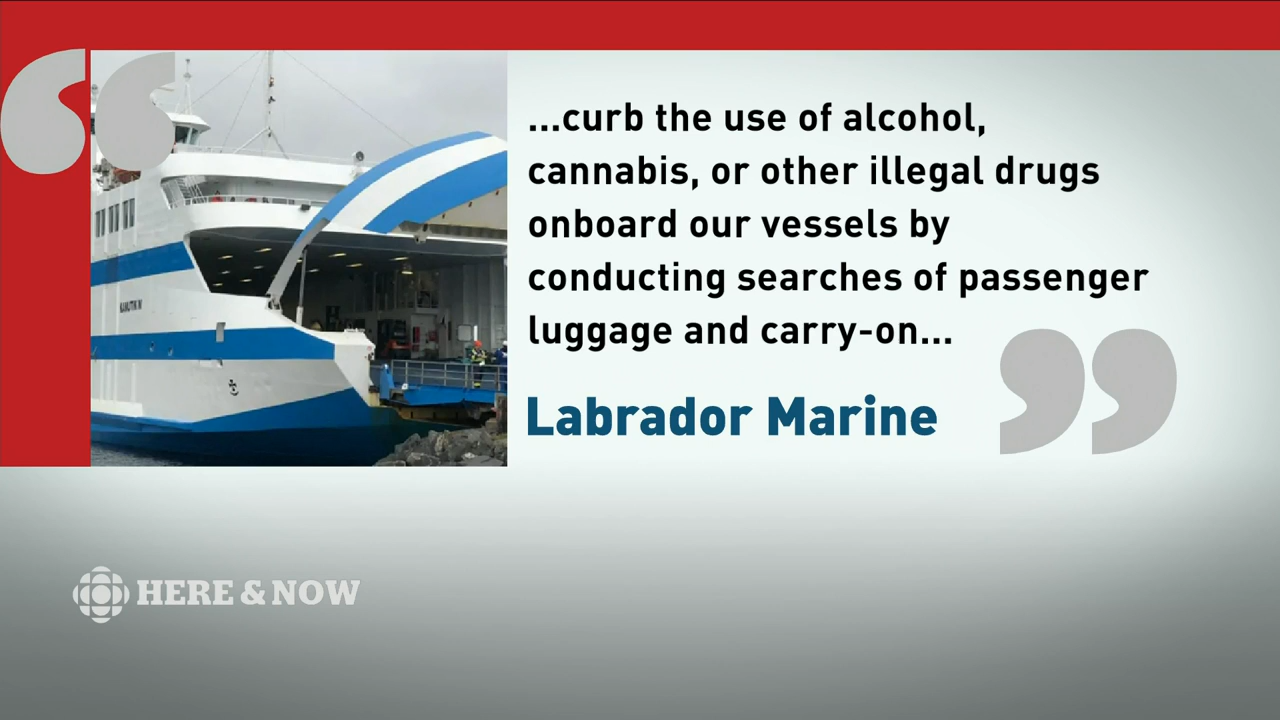 ...curb the use of alcohol,
cannabis, or other illegal drugs
onboard our vessels by
conducting searches of passenger
luggage and carry-on...
Labrador Marine
HERE & NOW